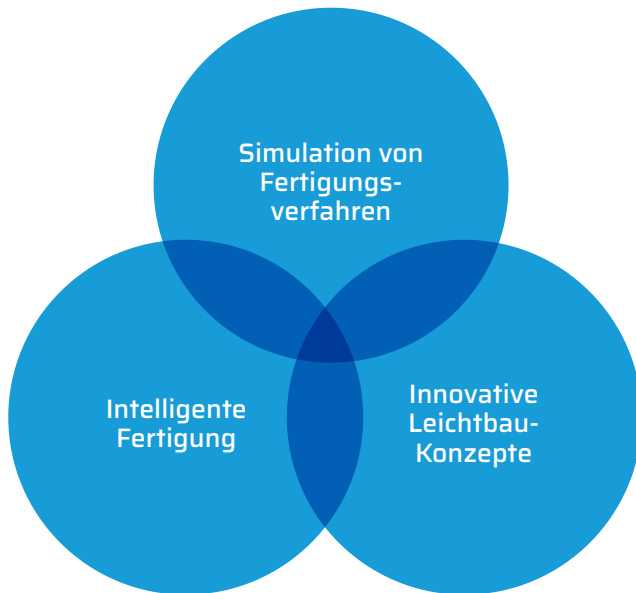 Simulation von
Fertigungs-
verfahren
Intelligente
Fertigung
Innovative
Leichtbau-
Konzepte